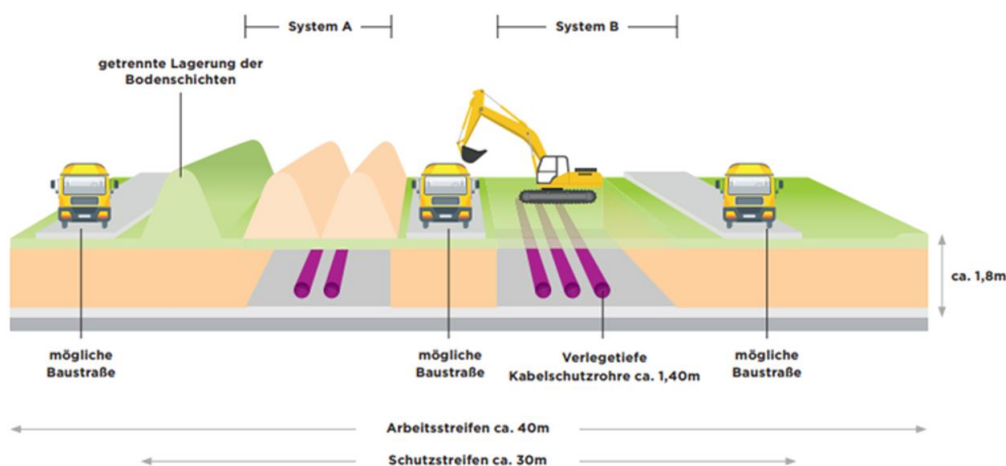 System A
System B
getrennte Lagerung der
Bodenschichten
ca. 1,8m
mögliche
Baustraße
mögliche
Baustraße
Verlegetiefe
Kabelschutzrohre ca. 1,40m
mögliche
Baustraße
Arbeitsstreifen ca. 40m
Schutzstreifen ca. 30m